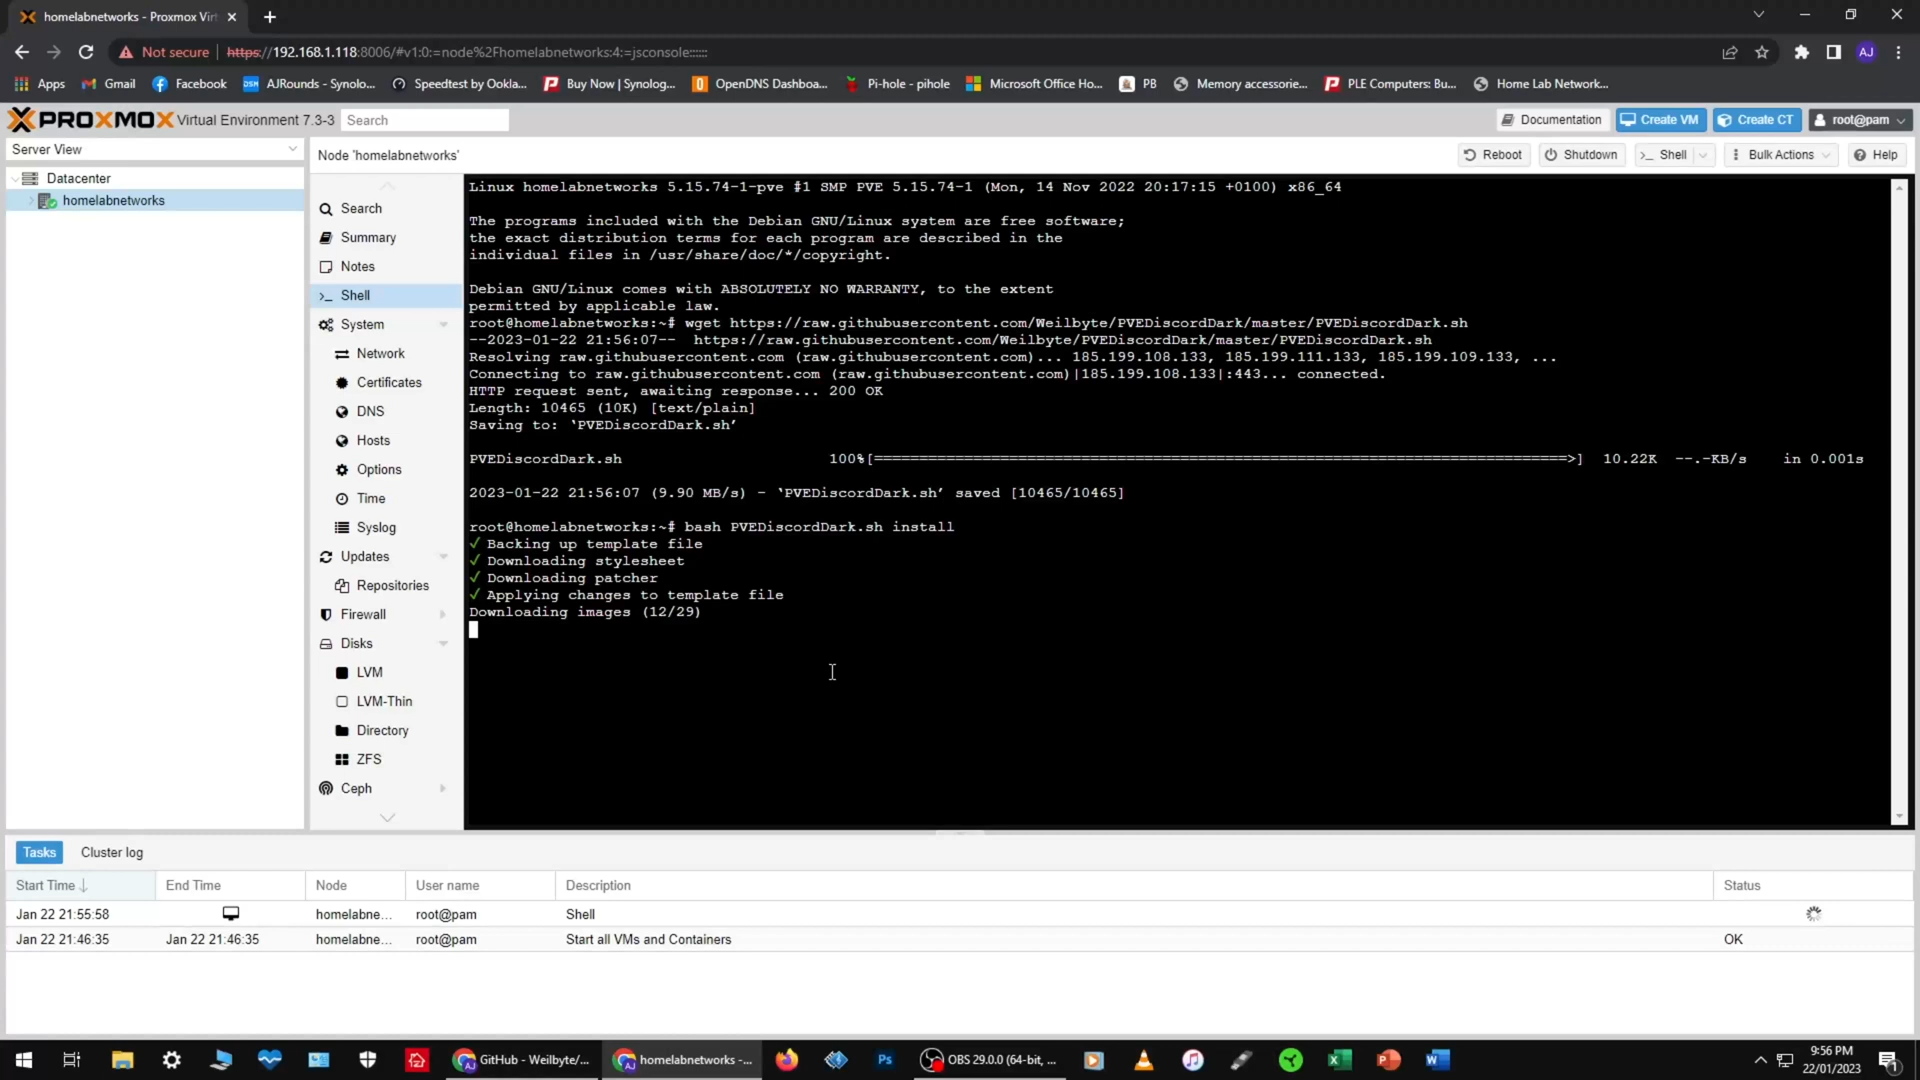 homelabnetworks - Proxmox Virt
Not secure https://192.168.1.118:8006/#v1:0:=node%2Fhomelabnetworks:4:=jsconsole::::::
AJ
Apps Gmail Facebook AJRounds - Synolo... Speedtest by Ookla... Buy Now | Synolog... OpenDNS Dashboa... Pi-hole - pihole Microsoft Office Ho... PB Memory accessorie... PLE Computers: Bu... Home Lab Network...
PROXMOX Virtual Environment 7.3-3 Search Documentation Create VM Create CT root@pam
Server View
Node 'homelabnetworks' Reboot Shutdown Shell Bulk Actions Help
Datacenter
homelabnetworks
Search
Summary
Notes
Shell
System
Network
Certificates
DNS
Hosts
Options
Time
Syslog
Updates
Repositories
Firewall
Disks
LVM
LVM-Thin
Directory
ZFS
Ceph
Linux homelabnetworks 5.15.74-1-pve #1 SMP PVE 5.15.74-1 (Mon, 14 Nov 2022 20:17:15 +0100) x86_64
The programs included with the Debian GNU/Linux system are free software;
the exact distribution terms for each program are described in the
individual files in /usr/share/doc/*/copyright.
Debian GNU/Linux comes with ABSOLUTELY NO WARRANTY, to the extent
permitted by applicable law.
root@homelabnetworks:~# wget https://raw.githubusercontent.com/Weilbyte/PVEDiscordDark/master/PVEDiscordDark.sh
--2023-01-22 21:56:07-- https://raw.githubusercontent.com/Weilbyte/PVEDiscordDark/master/PVEDiscordDark.sh
Resolving raw.githubusercontent.com (raw.githubusercontent.com)... 185.199.108.133, 185.199.111.133, 185.199.109.133, ...
Connecting to raw.githubusercontent.com (raw.githubusercontent.com)|185.199.108.133|:443... connected.
HTTP request sent, awaiting response... 200 OK
Length: 10465 (10K) [text/plain]
Saving to: ‘PVEDiscordDark.sh’
PVEDiscordDark.sh 100%[=============================================================================>] 10.22K --.-KB/s in 0.001s
2023-01-22 21:56:07 (9.90 MB/s) - ‘PVEDiscordDark.sh’ saved [10465/10465]
root@homelabnetworks:~# bash PVEDiscordDark.sh install
✓ Backing up template file
✓ Downloading stylesheet
✓ Downloading patcher
✓ Applying changes to template file
Downloading images (12/29)
Tasks Cluster log
Start Time End Time Node User name Description Status
Jan 22 21:55:58 homelabne... root@pam Shell
Jan 22 21:46:35 Jan 22 21:46:35 homelabne... root@pam Start all VMs and Containers OK
GitHub - Weilbyte/... homelabnetworks -... Ps OBS 29.0.0 (64-bit, ...
9:56 PM
22/01/2023
1